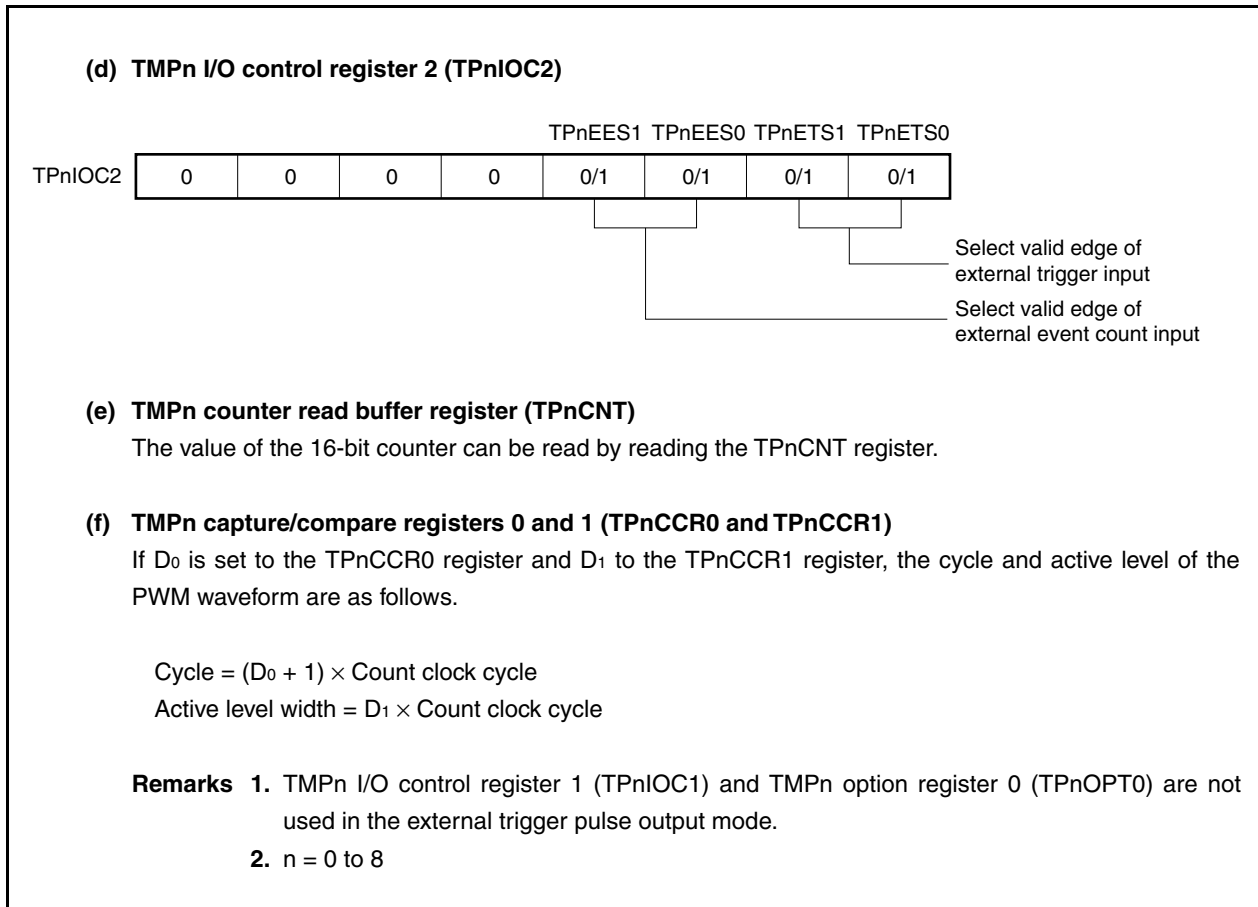 (d) TMPn I/O control register 2 (TPnIOC2)
TPnEES1 TPnEES0 TPnETS1 TPnETS0
TPnIOC2 0 0 0 0 0/1 0/1 0/1 0/1
Select valid edge of
external trigger input
Select valid edge of
external event count input
(e) TMPn counter read buffer register (TPnCNT)
The value of the 16-bit counter can be read by reading the TPnCNT register.
(f) TMPn capture/compare registers 0 and 1 (TPnCCR0 and TPnCCR1)
If D0 is set to the TPnCCR0 register and D1 to the TPnCCR1 register, the cycle and active level of the
PWM waveform are as follows.
Cycle = (D0 + 1) × Count clock cycle
Active level width = D1 × Count clock cycle
Remarks 1. TMPn I/O control register 1 (TPnIOC1) and TMPn option register 0 (TPnOPT0) are not
used in the external trigger pulse output mode.
2. n = 0 to 8